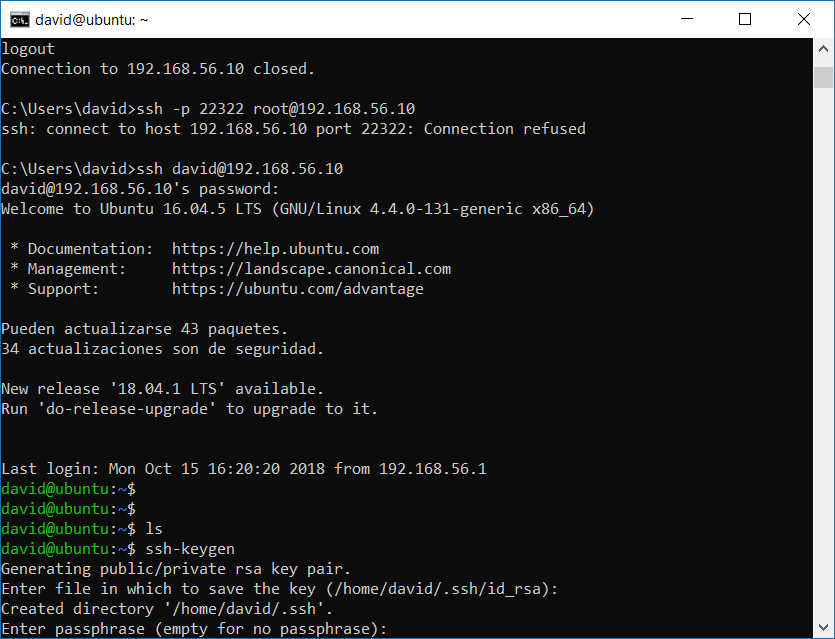 david@ubuntu: ~
logout
Connection to 192.168.56.10 closed.
C:\Users\david>ssh -p 22322 root@192.168.56.10
ssh: connect to host 192.168.56.10 port 22322: Connection refused
C:\Users\david>ssh david@192.168.56.10
david@192.168.56.10's password:
Welcome to Ubuntu 16.04.5 LTS (GNU/Linux 4.4.0-131-generic x86_64)
* Documentation:  https://help.ubuntu.com
* Management:     https://landscape.canonical.com
* Support:        https://ubuntu.com/advantage
Pueden actualizarse 43 paquetes.
34 actualizaciones son de seguridad.
New release '18.04.1 LTS' available.
Run 'do-release-upgrade' to upgrade to it.
Last login: Mon Oct 15 16:20:20 2018 from 192.168.56.1
david@ubuntu:~$
david@ubuntu:~$
david@ubuntu:~$ ls
david@ubuntu:~$ ssh-keygen
Generating public/private rsa key pair.
Enter file in which to save the key (/home/david/.ssh/id_rsa):
Created directory '/home/david/.ssh'.
Enter passphrase (empty for no passphrase):